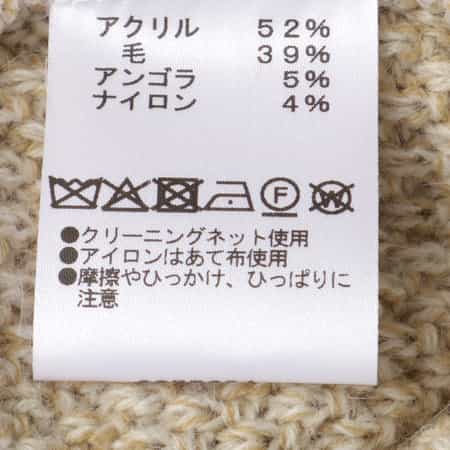 アクリル 52%
毛 39%
アンゴラ 5%
ナイロン 4%
F W
●クリーニングネット使用
●アイロンはあて布使用
●摩擦やひっかけ、ひっぱりに
注意